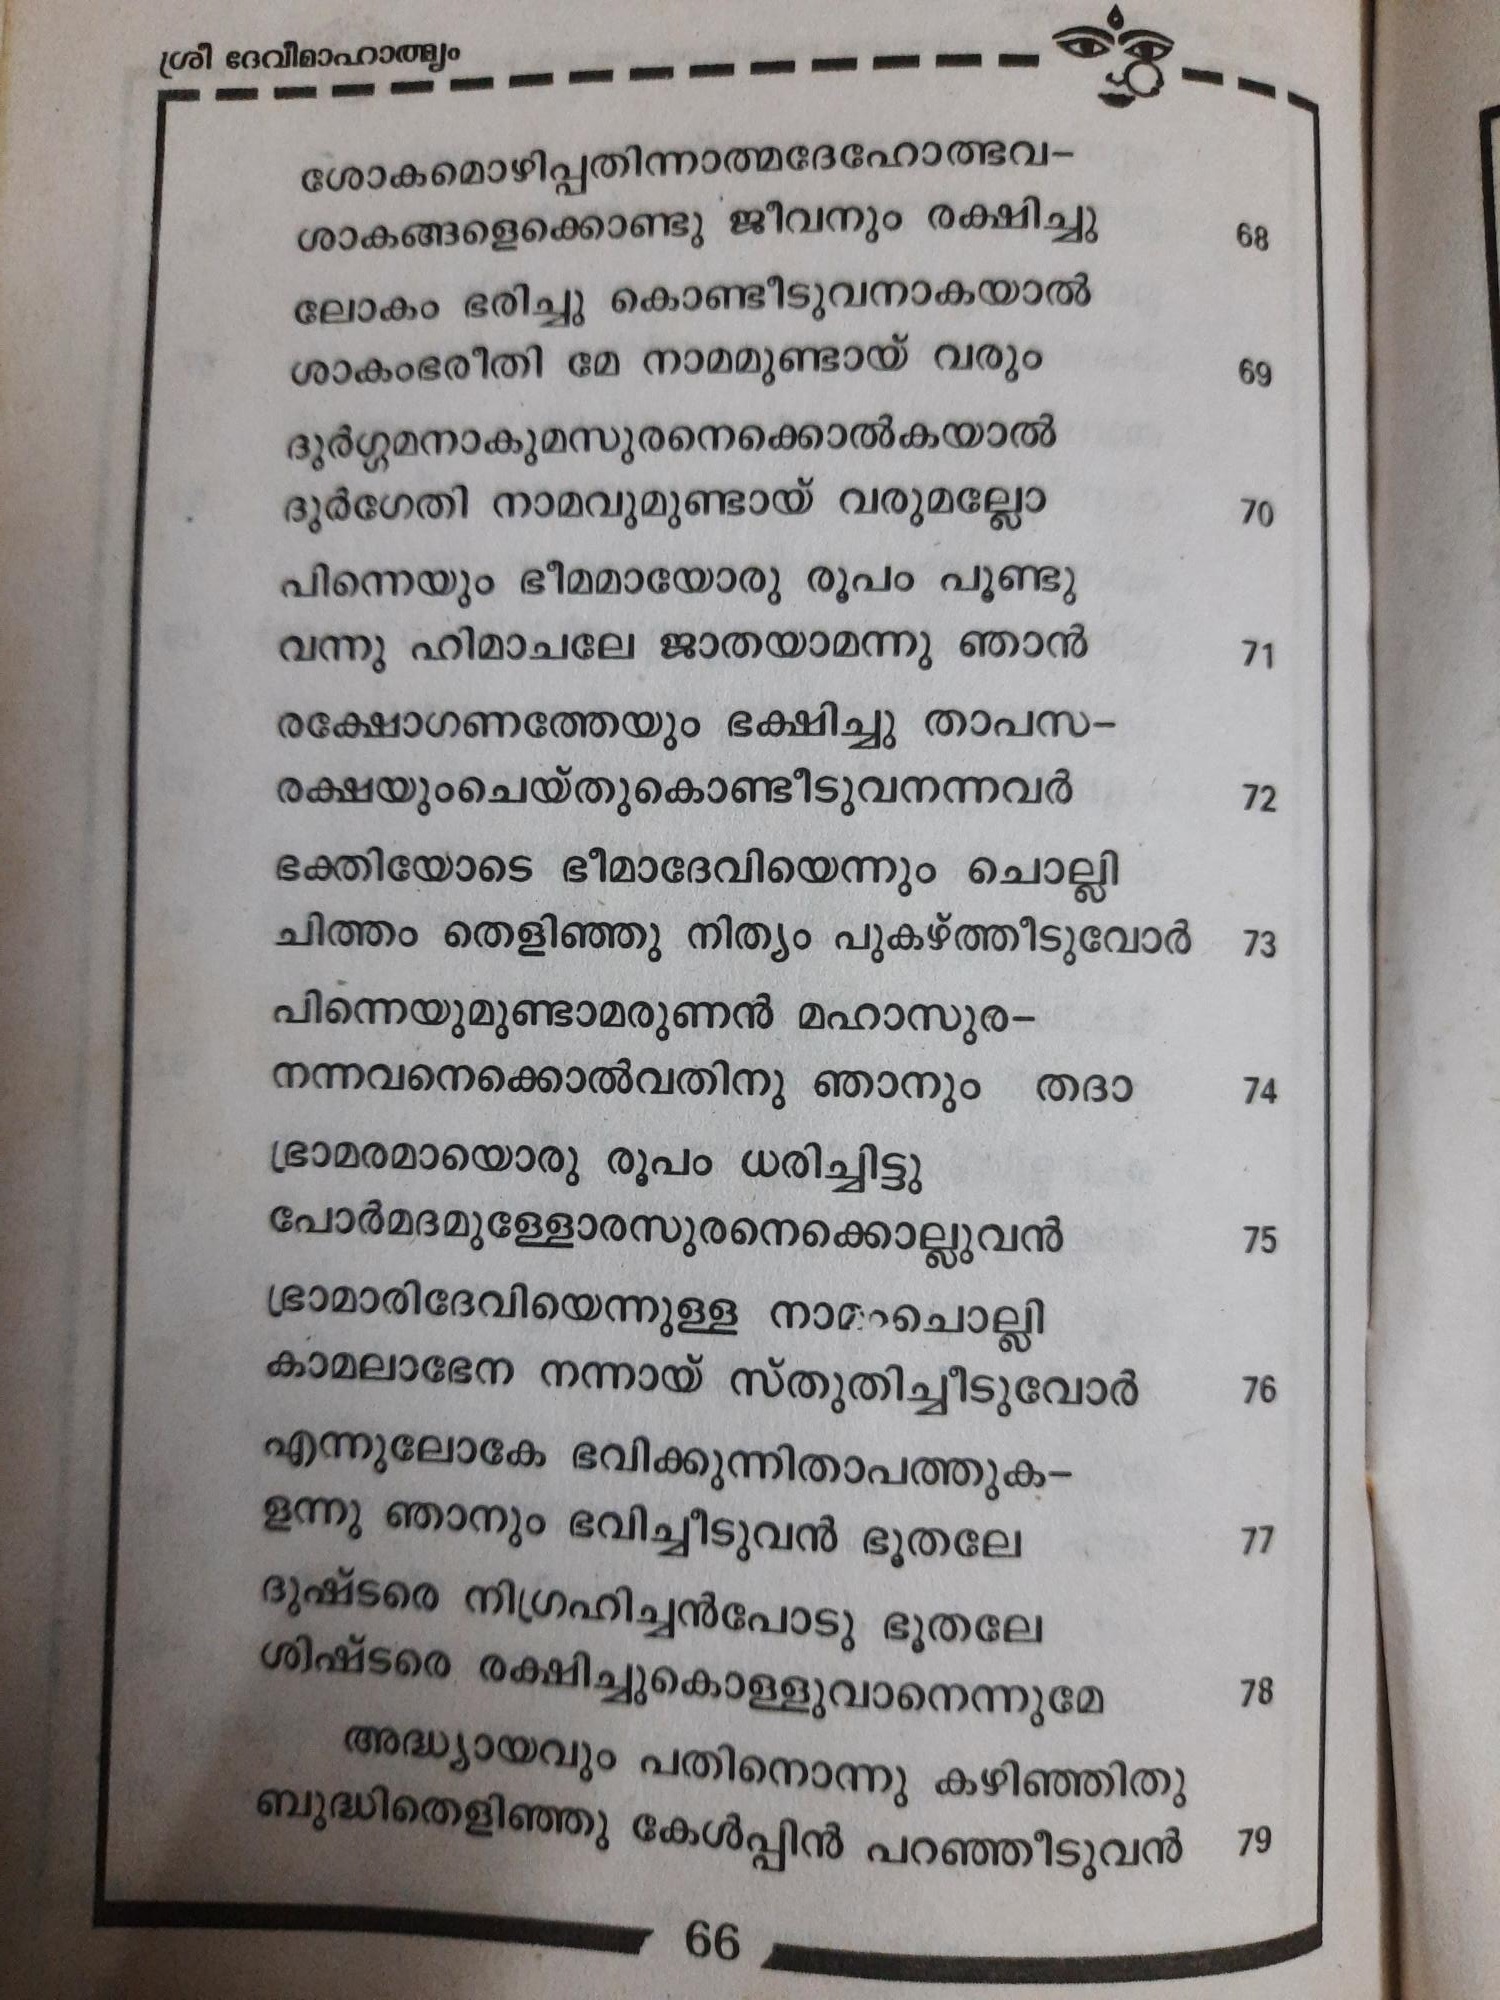 ശ്രീ ദേവീമാഹാത്മ്യം
ശോകമൊഴിപ്പതിന്നാത്മദേഹോത്ഭവ-
ശാകങ്ങളെക്കൊണ്ടു ജീവനും രക്ഷിച്ചു 68
ലോകം ഭരിച്ചു കൊണ്ടീടുവനാകയാൽ
ശാകംഭരീതി മേ നാമമുണ്ടായ് വരും 69
ദുർഗ്ഗമനാകുമസുരനെക്കൊൽകയാൽ
ദുർഗേതി നാമവുമുണ്ടായ് വരുമല്ലോ 70
പിന്നെയും ഭീമമായോരു രൂപം പൂണ്ടു
വന്നു ഹിമാചലേ ജാതയാമന്നു ഞാൻ 71
രക്ഷോഗണത്തേയും ഭക്ഷിച്ചു താപസ-
രക്ഷയുംചെയ്തുകൊണ്ടീടുവനന്നവർ 72
ഭക്തിയോടെ ഭീമാദേവിയെന്നും ചൊല്ലി
ചിത്തം തെളിഞ്ഞു നിത്യം പുകഴ്ത്തീടുവോർ 73
പിന്നെയുമുണ്ടാമരുണൻ മഹാസുര-
നന്നവനെക്കൊൽവതിനു ഞാനും തദാ 74
ഭ്രാമരമായൊരു രൂപം ധരിച്ചിട്ടു
പോർമദമുള്ളോരസുരനെക്കൊല്ലുവൻ 75
ഭ്രാമാരിദേവിയെന്നുള്ള നാമംചൊല്ലി
കാമലാഭേന നന്നായ് സ്തുതിച്ചീടുവോർ 76
എന്നുലോകേ ഭവിക്കുന്നിതാപത്തുക-
ളന്നു ഞാനും ഭവിച്ചീടുവൻ ഭൂതലേ 77
ദുഷ്ടരെ നിഗ്രഹിച്ചൻപോടു ഭൂതലേ
ശിഷ്ടരെ രക്ഷിച്ചുകൊള്ളുവാനെന്നുമേ 78
അദ്ധ്യായവും പതിനൊന്നു കഴിഞ്ഞിതു
ബുദ്ധിതെളിഞ്ഞു കേൾപ്പിൻ പറഞ്ഞീടുവൻ 79
66